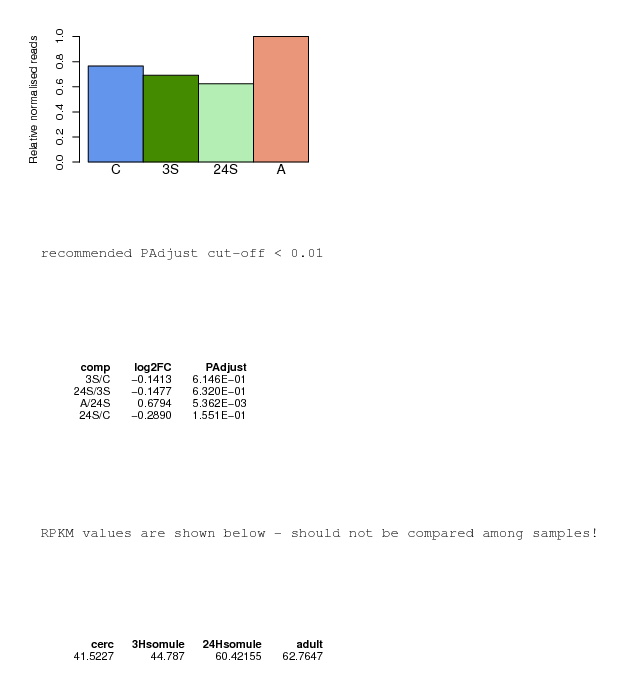 Relative normalised reads
1.0
0.8
0.6
0.4
0.2
0.0
C 3S 24S A
recommended PAdjust cut-off < 0.01
comp log2FC PAdjust
3S/C −0.1413 6.146E−01
24S/3S −0.1477 6.320E−01
A/24S 0.6794 5.362E−03
24S/C −0.2890 1.551E−01
RPKM values are shown below - should not be compared among samples!
cerc 3Hsomule 24Hsomule adult
41.5227 44.787 60.42155 62.7647